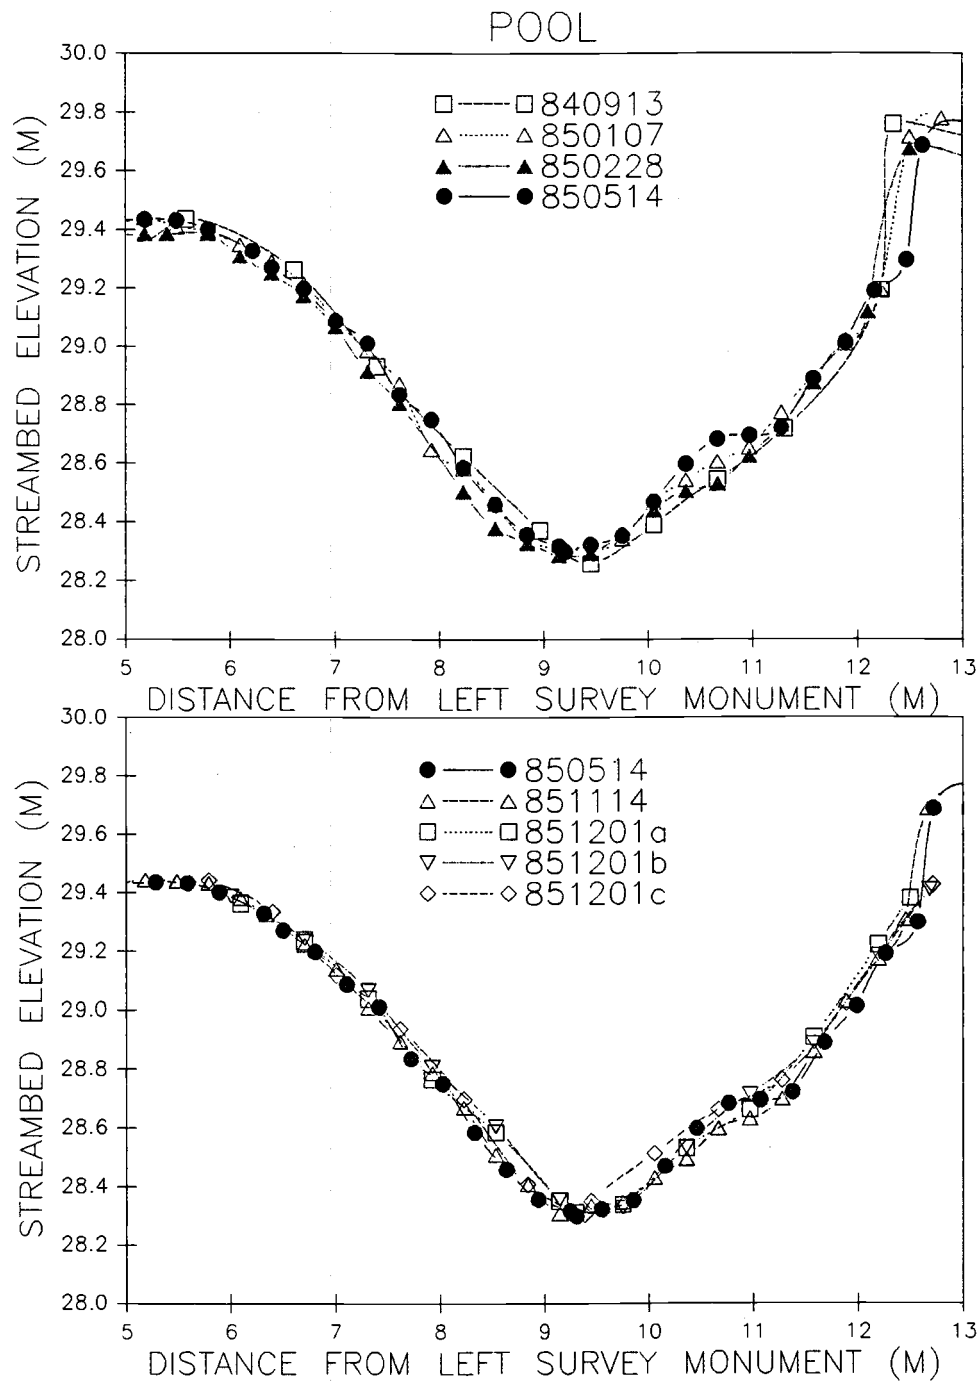 POOL
30.0
29.8
29.6
29.4
29.2
29.0
28.8
28.6
28.4
28.2
28.0
STREAMBED ELEVATION (M)
840913
850107
850228
850514
5 6 7 8 9 10 11 12 13
DISTANCE FROM LEFT SURVEY MONUMENT (M)
30.0
29.8
29.6
29.4
29.2
29.0
28.8
28.6
28.4
28.2
28.0
STREAMBED ELEVATION (M)
850514
851114
851201a
851201b
851201c
5 6 7 8 9 10 11 12 13
DISTANCE FROM LEFT SURVEY MONUMENT (M)